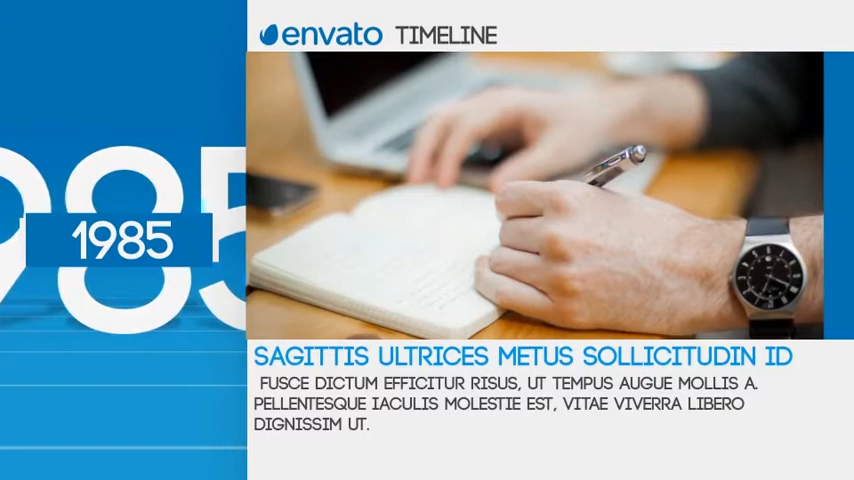 envato TIMELINE
985
1985
SAGITTIS ULTRICES METUS SOLLICITUDIN ID
FUSCE DICTUM EFFICITUR RISUS, UT TEMPUS AUGUE MOLLIS A.
PELLENTESQUE IACULIS MOLESTIE EST, VITAE VIVERRA LIBERO
DIGNISSIM UT.